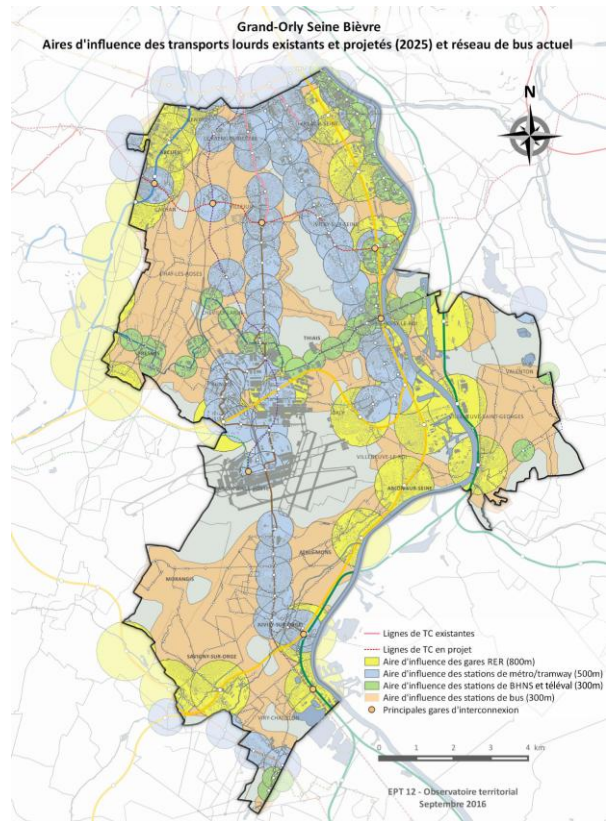 Grand-Orly Seine Bièvre
Aires d'influence des transports lourds existants et projetés (2025) et réseau de bus actuel
N
THIAIS
VALENTON
VILLENEUVE-SAINT-GEORGES
VILLENEUVE-LE-ROI
ABLON-SUR-SEINE
ATHIS-MONS
MORANGIS
JUVISY-SUR-ORGE
SAVIGNY-SUR-ORGE
VIRY-CHATILLON
Lignes de TC existantes
Lignes de TC en projet
Aire d'influence des gares RER (800m)
Aire d'influence des stations de métro/tramway (500m)
Aire d'influence des stations de BHNS et téléval (300m)
Aire d'influence des stations de bus (300m)
Principales gares d'interconnexion
0 1 2 3 4 km
EPT 12 - Observatoire territorial
Septembre 2016